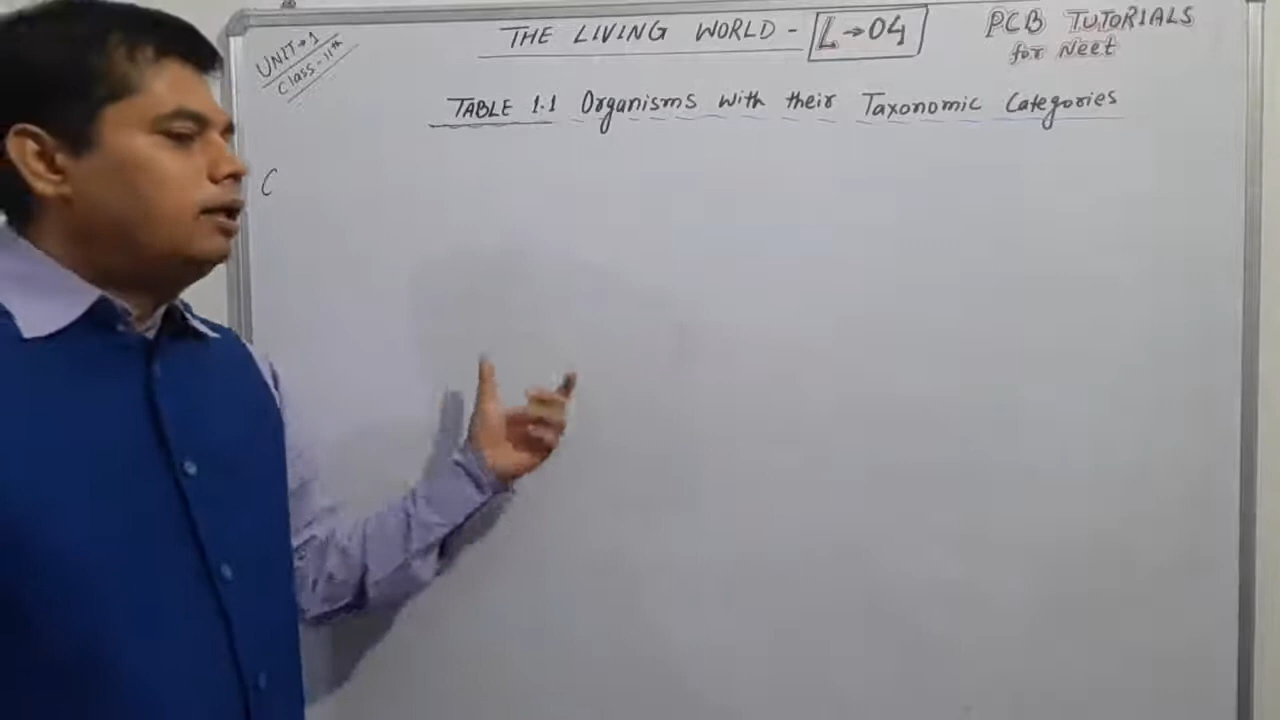 UNIT→1
Class-11th
THE LIVING WORLD - L→04
PCB TUTORIALS
for Neet
TABLE 1.1 Organisms with their Taxonomic Categories
C